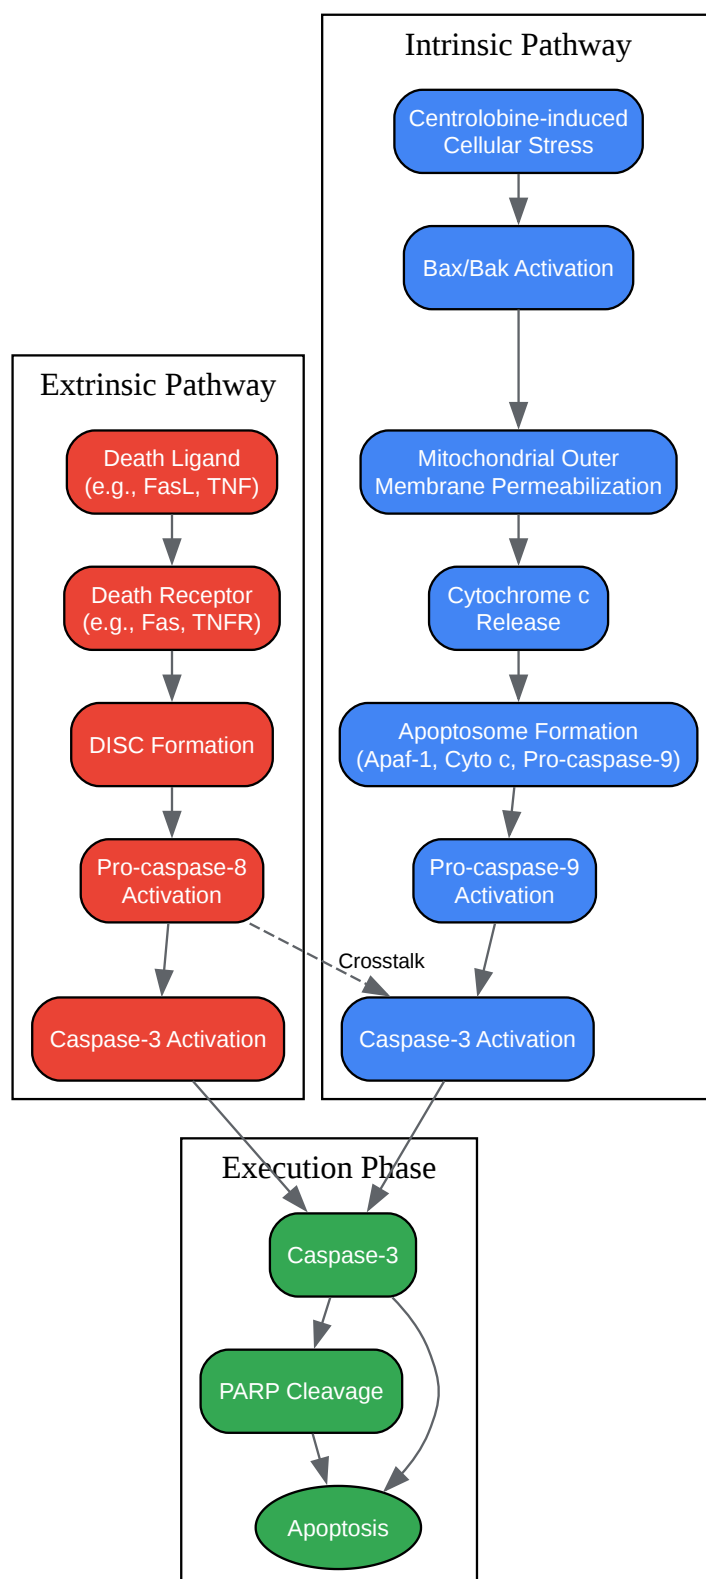 Intrinsic Pathway
Centrolobine-induced
Cellular Stress
Bax/Bak Activation
Mitochondrial Outer
Membrane Permeabilization
Cytochrome c
Release
Apoptosome Formation
(Apaf-1, Cyto c, Pro-caspase-9)
Pro-caspase-9
Activation
Caspase-3 Activation
Extrinsic Pathway
Death Ligand
(e.g., FasL, TNF)
Death Receptor
(e.g., Fas, TNFR)
DISC Formation
Pro-caspase-8
Activation
Crosstalk
Caspase-3 Activation
Execution Phase
Caspase-3
PARP Cleavage
Apoptosis